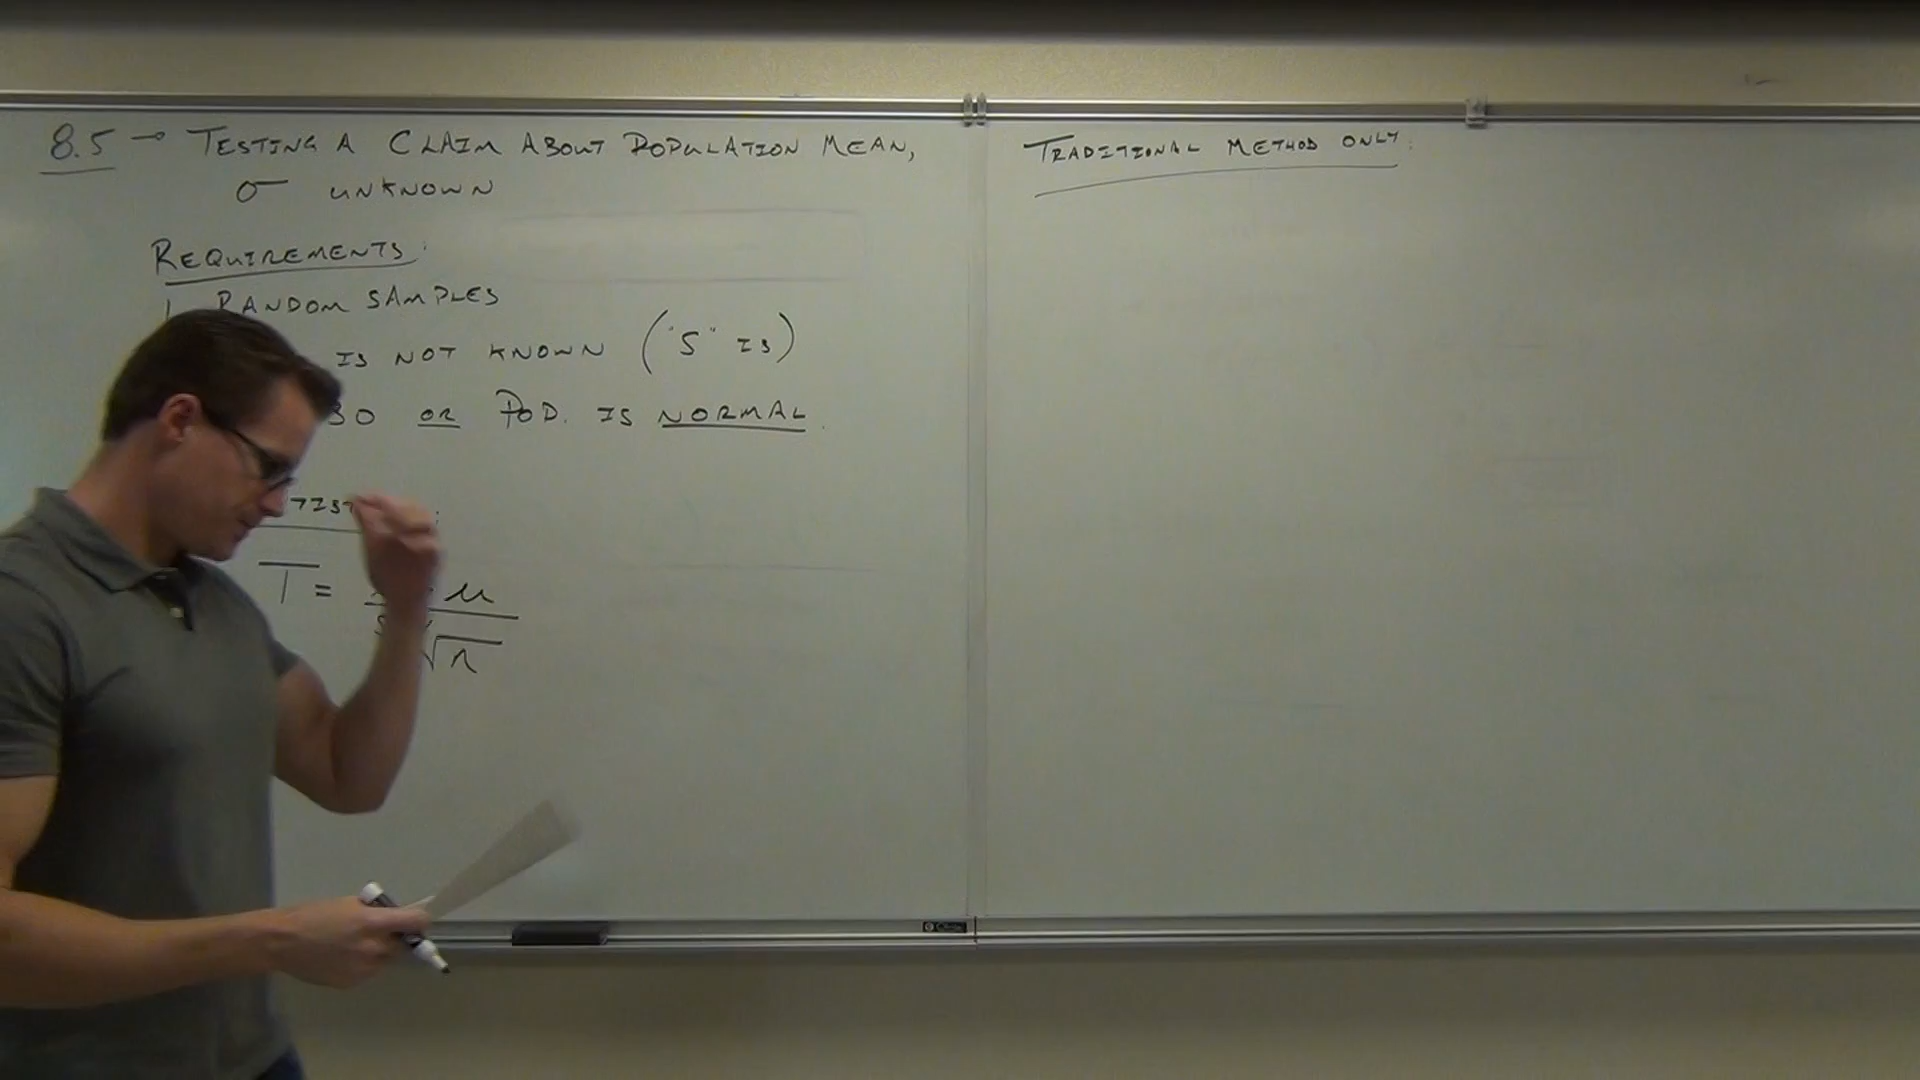 8.5 → TESTING A CLAIM ABOUT POPULATION MEAN,
σ UNKNOWN
REQUIREMENTS:
1. RANDOM SAMPLES
IS NOT KNOWN ("S" IS)
30 OR POP. IS NORMAL.
T = μ
√n
TRADITIONAL METHOD ONLY: